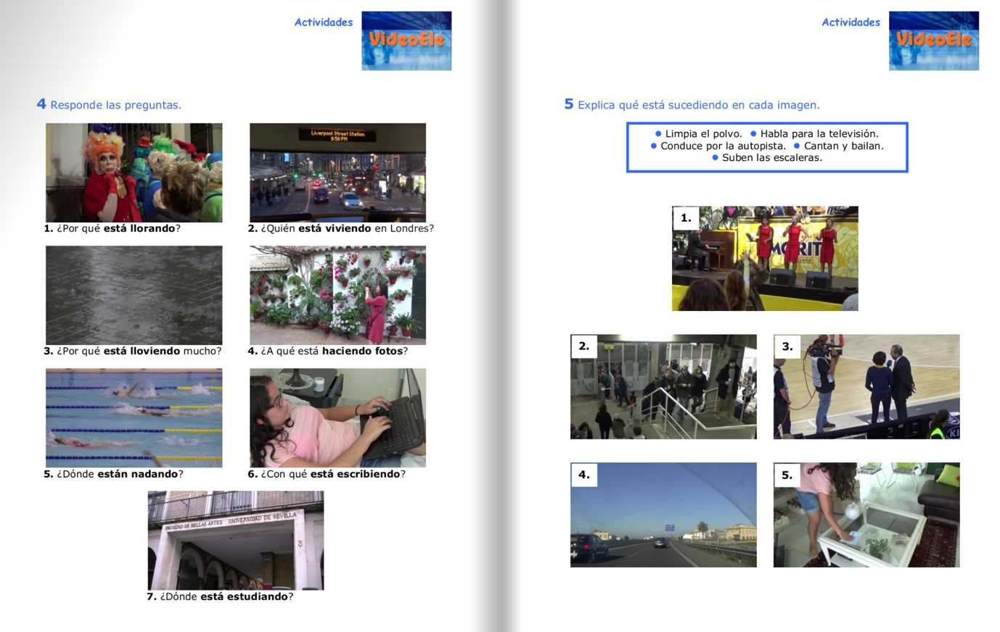 Actividades
VideoEle
4 Responde las preguntas.
Liverpool Street Station
8:58 PM
1. ¿Por qué está llorando?
2. ¿Quién está viviendo en Londres?
3. ¿Por qué está lloviendo mucho?
4. ¿A qué está haciendo fotos?
5. ¿Dónde están nadando?
6. ¿Con qué está escribiendo?
FACULTAD DE BELLAS ARTES UNIVERSIDAD DE SEVILLA
3
7. ¿Dónde está estudiando?
Actividades
VideoEle
5 Explica qué está sucediendo en cada imagen.
• Limpia el polvo. • Habla para la televisión.
• Conduce por la autopista. • Cantan y bailan.
• Suben las escaleras.
1.
MORIT
2.
3.
KI
4.
5.